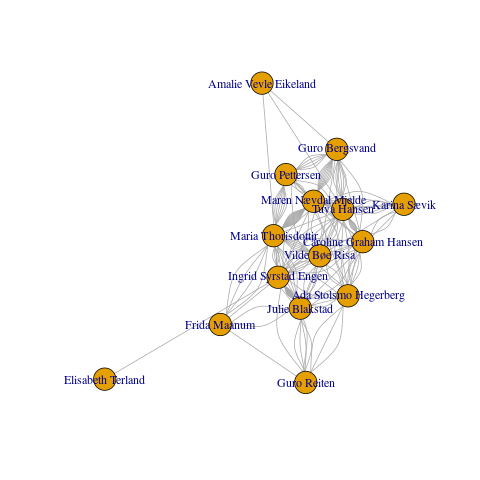 Amalie Vevle Eikeland
Guro Bergsvand
Guro Pettersen
Maren Nævdal Mjelde
Karina Sævik
Tuva Hansen
Maria Thorisdottir
Caroline Graham Hansen
Vilde Bøe Risa
Ingrid Syrstad Engen
Ada Stolsmo Hegerberg
Julie Blakstad
Frida Maanum
Elisabeth Terland
Guro Reiten